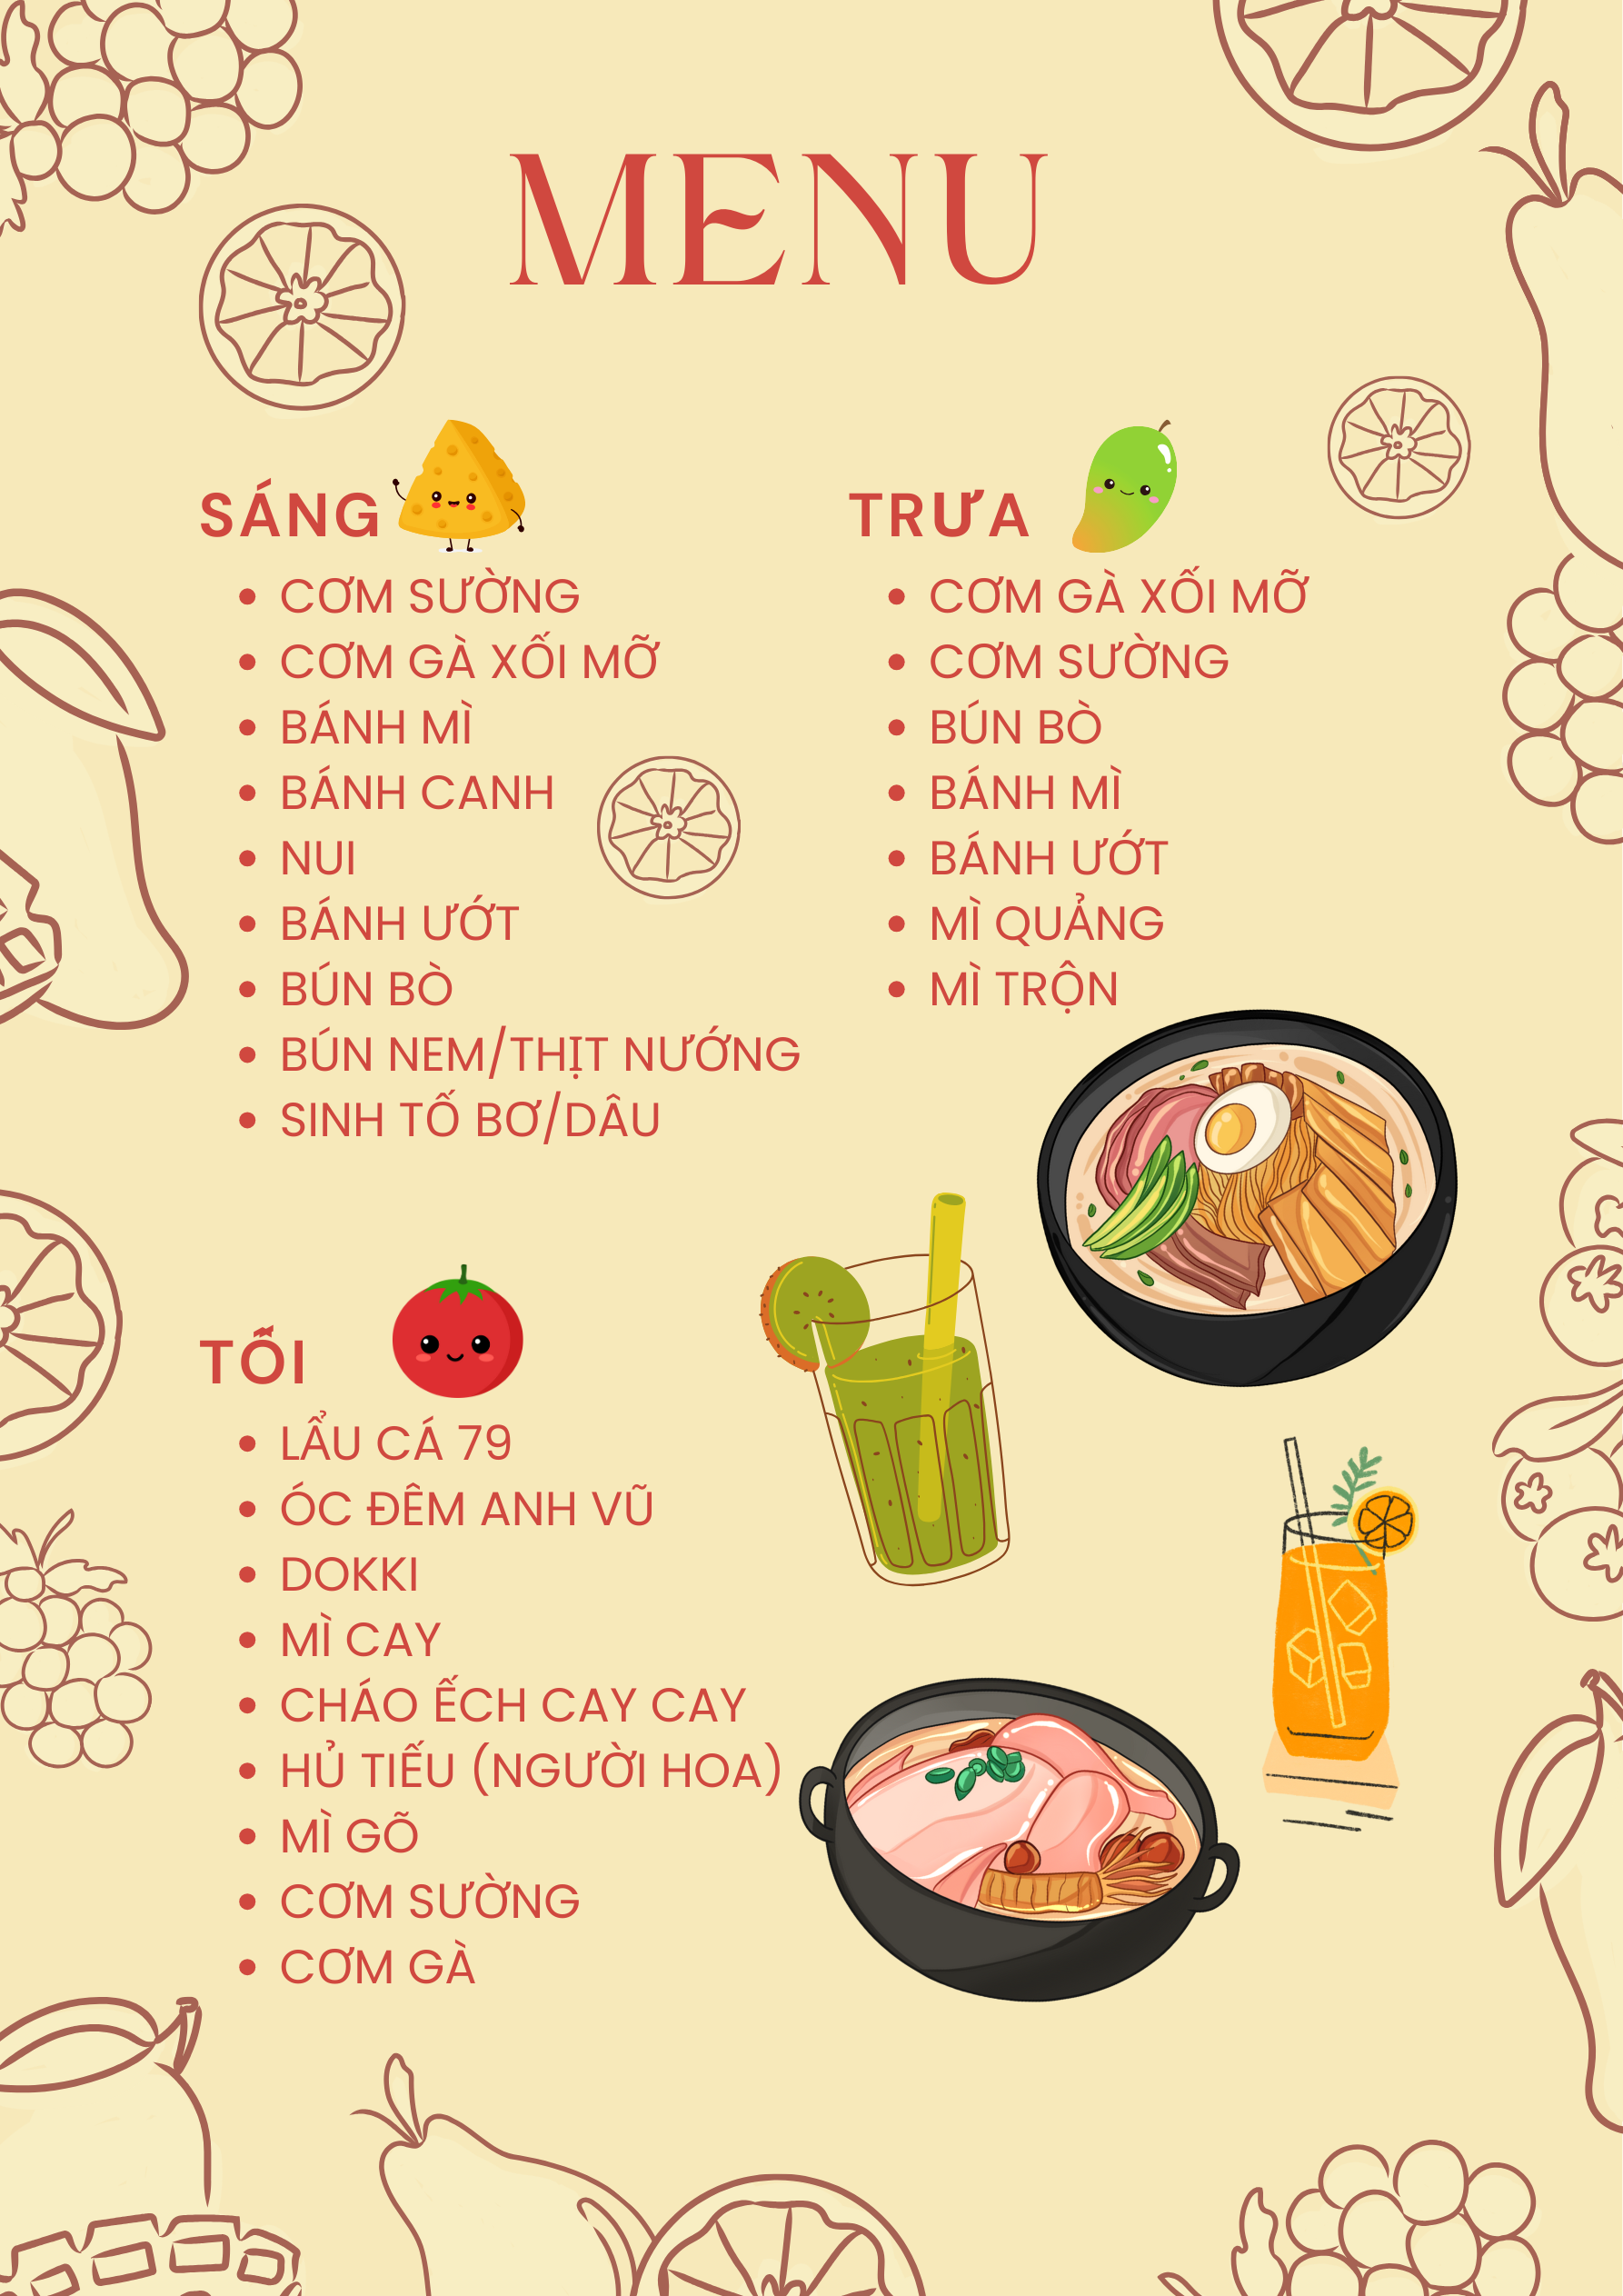 MENU
SÁNG
CƠM SƯỜNG
CƠM GÀ XỐI MỠ
BÁNH MÌ
BÁNH CANH
NUI
BÁNH ƯỚT
BÚN BÒ
BÚN NEM/THỊT NƯỚNG
SINH TỐ BƠ/DÂU
TRƯA
CƠM GÀ XỐI MỠ
CƠM SƯỜNG
BÚN BÒ
BÁNH MÌ
BÁNH ƯỚT
MÌ QUẢNG
MÌ TRỘN
TỐI
LẨU CÁ 79
ÓC ĐÊM ANH VŨ
DOKKI
MÌ CAY
CHÁO ẾCH CAY CAY
HỦ TIẾU (NGƯỜI HOA)
MÌ GÕ
CƠM SƯỜNG
CƠM GÀ